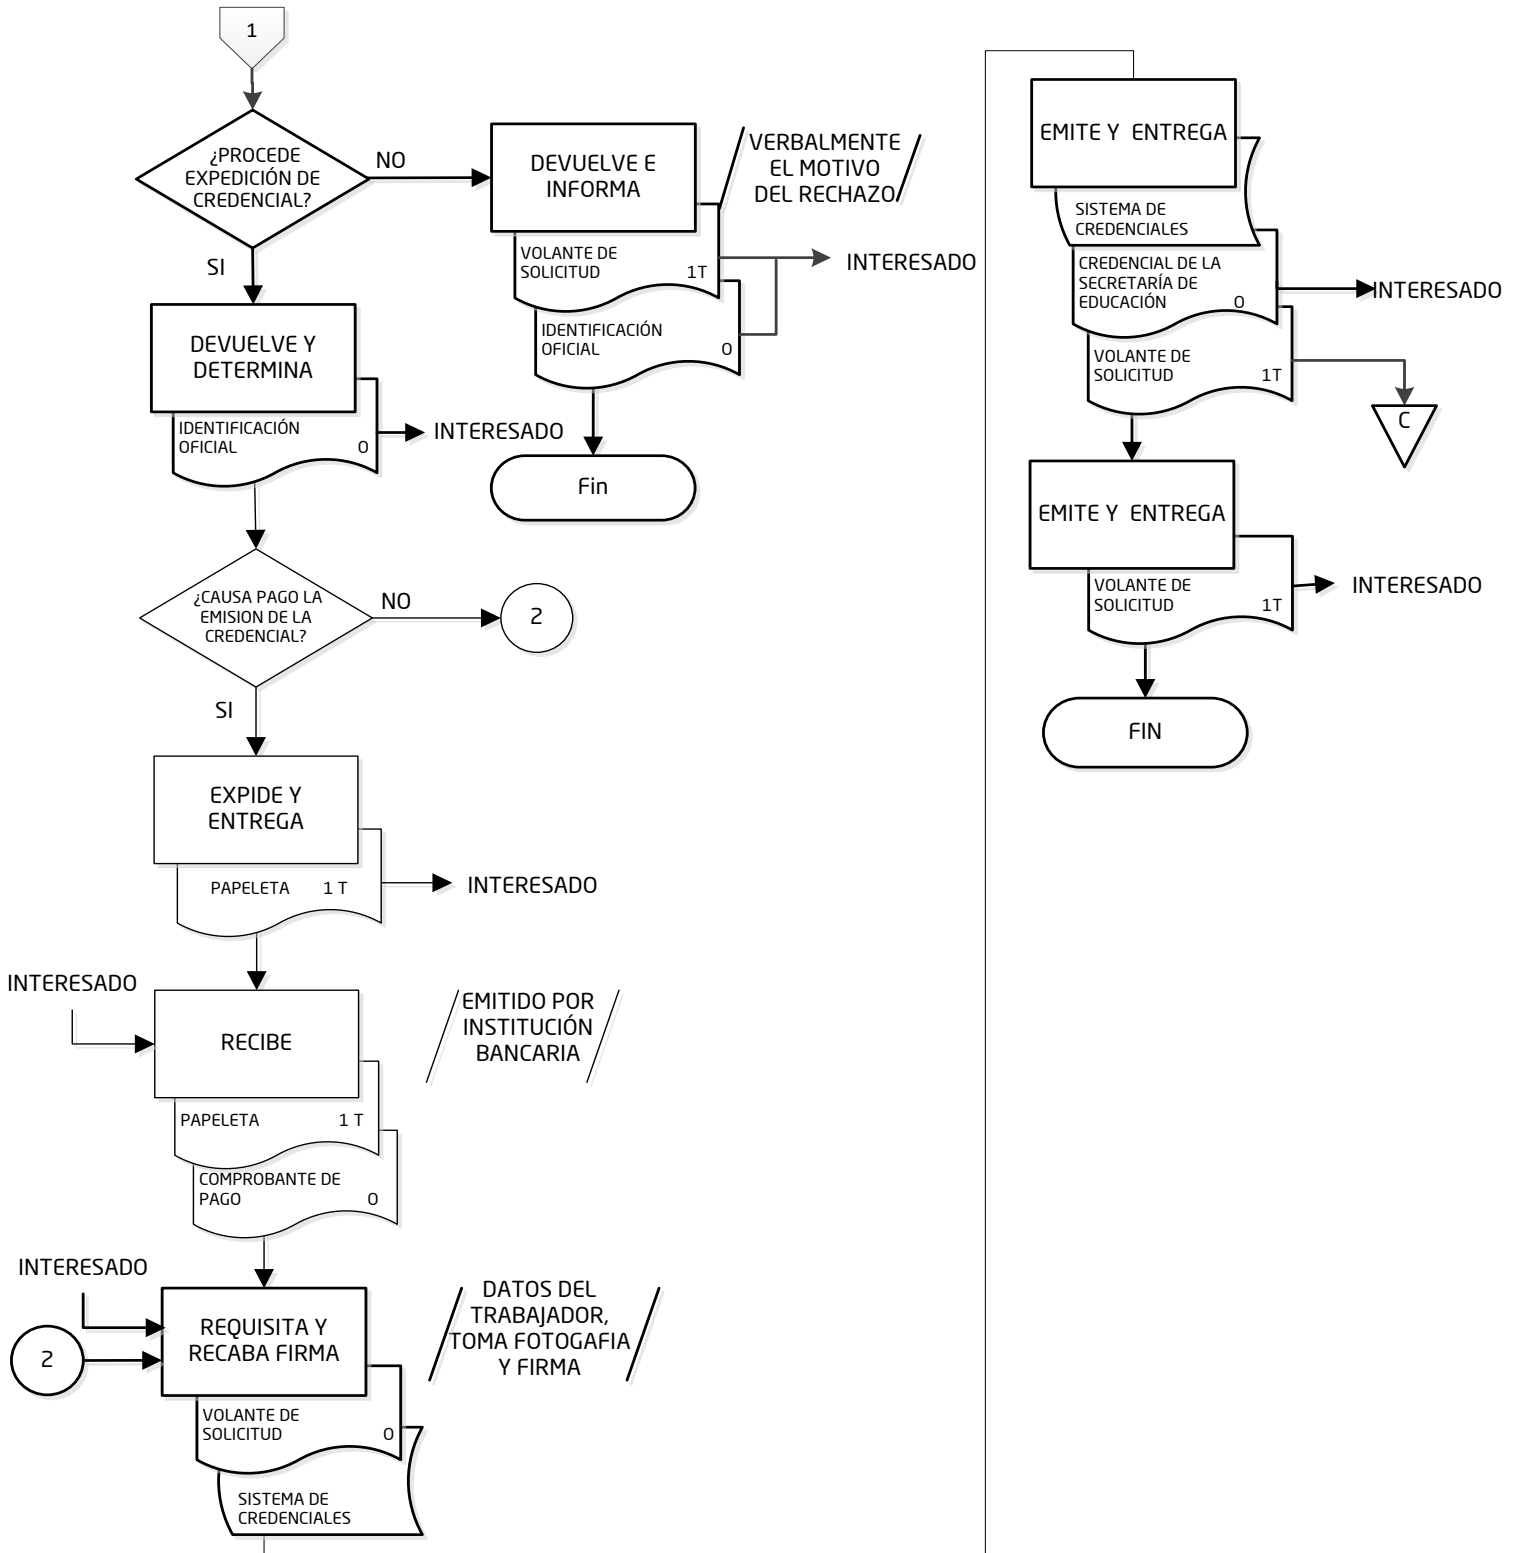 1
¿PROCEDE
EXPEDICIÓN DE
CREDENCIAL?
NO
DEVUELVE E
INFORMA
VERBALMENTE
EL MOTIVO
DEL RECHAZO
VOLANTE DE
SOLICITUD 1T
INTERESADO
IDENTIFICACIÓN
OFICIAL O
Fin
SI
DEVUELVE Y
DETERMINA
IDENTIFICACIÓN
OFICIAL O
INTERESADO
¿CAUSA PAGO LA
EMISION DE LA
CREDENCIAL?
NO
2
SI
EXPIDE Y
ENTREGA
PAPELETA 1 T
INTERESADO
INTERESADO
RECIBE
EMITIDO POR
INSTITUCIÓN
BANCARIA
PAPELETA 1 T
COMPROBANTE DE
PAGO O
INTERESADO
2
REQUISITA Y
RECABA FIRMA
DATOS DEL
TRABAJADOR,
TOMA FOTOGAFIA
Y FIRMA
VOLANTE DE
SOLICITUD O
SISTEMA DE
CREDENCIALES
EMITE Y ENTREGA
SISTEMA DE
CREDENCIALES
CREDENCIAL DE LA
SECRETARÍA DE
EDUCACIÓN O
INTERESADO
VOLANTE DE
SOLICITUD 1T
C
EMITE Y ENTREGA
VOLANTE DE
SOLICITUD 1T
INTERESADO
FIN